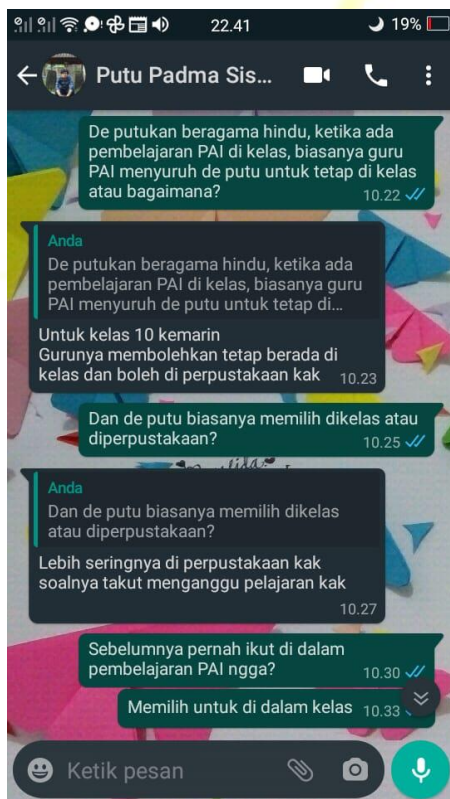 22.41
19%
Putu Padma Sis...
De putukan beragama hindu, ketika ada
pembelajaran PAI di kelas, biasanya guru
PAI menyuruh de putu untuk tetap di kelas
atau bagaimana?
10.22
Anda
De putukan beragama hindu, ketika ada
pembelajaran PAI di kelas, biasanya guru
PAI menyuruh de putu untuk tetap di...
Untuk kelas 10 kemarin
Gurunya membolehkan tetap berada di
kelas dan boleh di perpustakaan kak
10.23
Dan de putu biasanya memilih dikelas atau
diperpustakaan?
10.25
Anda
Dan de putu biasanya memilih dikelas
atau diperpustakaan?
Lebih seringnya di perpustakaan kak
soalnya takut menganggu pelajaran kak
10.27
Sebelumnya pernah ikut di dalam
pembelajaran PAI ngga?
10.30
Memilih untuk di dalam kelas
10.33
Ketik pesan